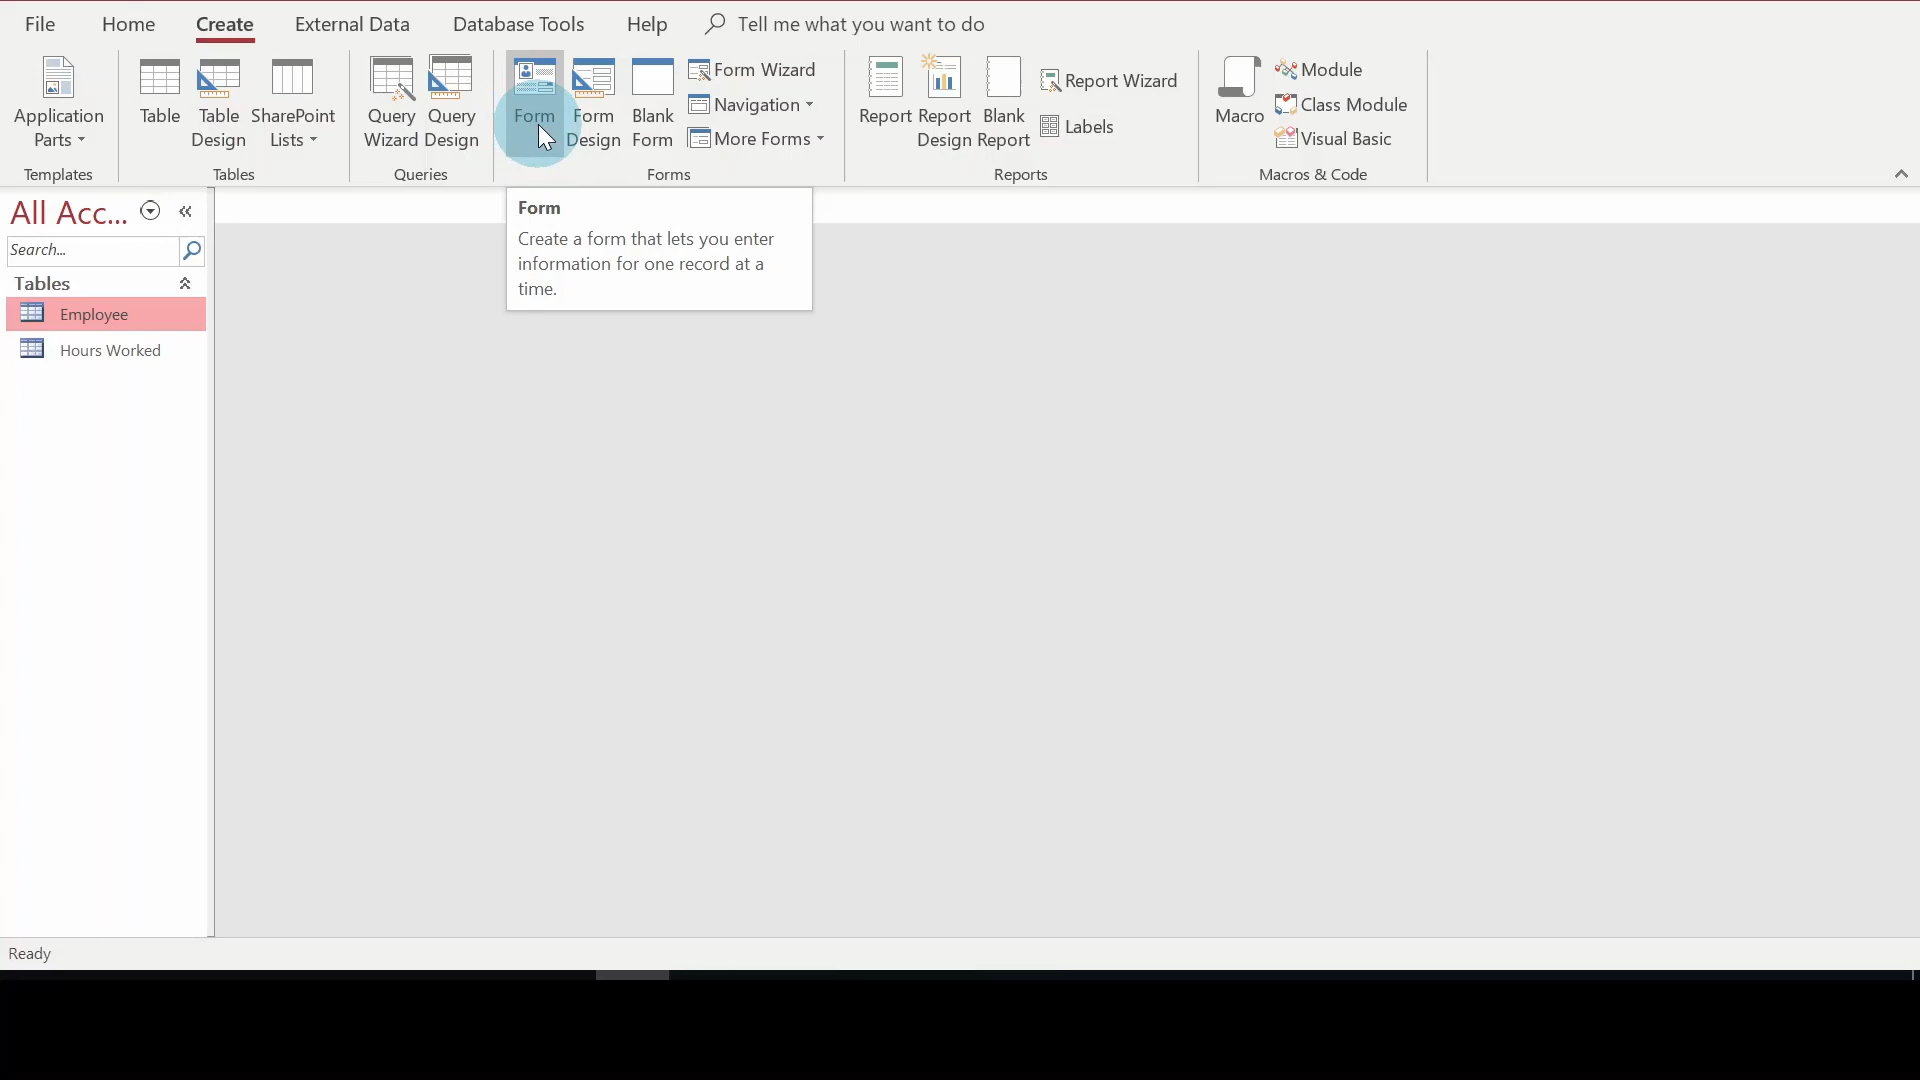 File Home Create External Data Database Tools Help Tell me what you want to do
Application Parts
Table
Table Design
SharePoint Lists
Query Wizard
Query Design
Form
Form Design
Blank Form
Form Wizard
Navigation
More Forms
Report
Report Design
Blank Report
Report Wizard
Labels
Macro
Module
Class Module
Visual Basic
Templates Tables Queries Forms Reports Macros & Code
All Acc...
Search...
Tables
Employee
Hours Worked
Form
Create a form that lets you enter
information for one record at a
time.
Ready